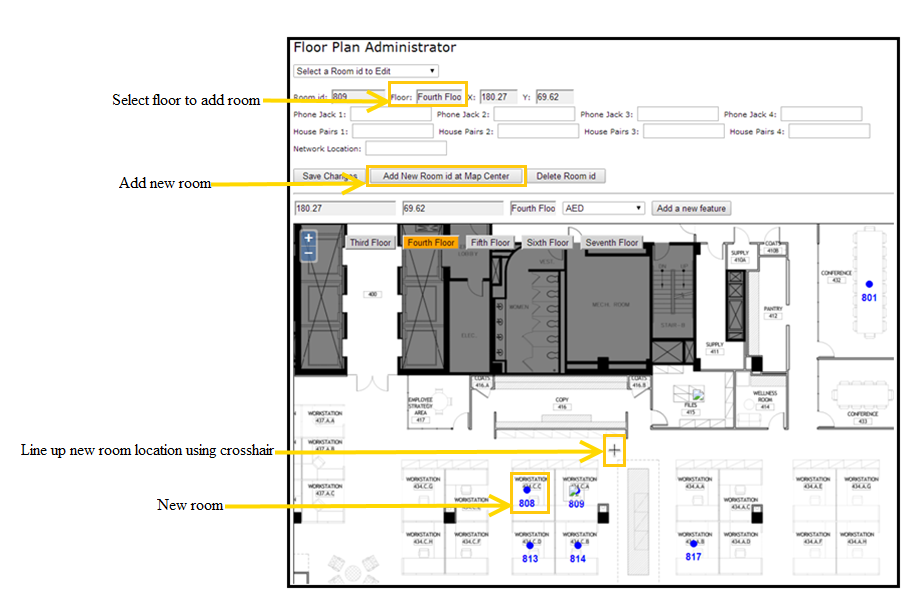 Floor Plan Administrator
Select a Room id to Edit
Select floor to add room
Room id: 809 Floor: Fourth Floo X: 180.27 Y: 69.62
Phone Jack 1: Phone Jack 2: Phone Jack 3: Phone Jack 4:
House Pairs 1: House Pairs 2: House Pairs 3: House Pairs 4:
Network Location:
Add new room
Save Changes Add New Room id at Map Center Delete Room id
180.27 69.62 Fourth Floo AED Add a new feature
+
−
Third Floor Fourth Floor Fifth Floor Sixth Floor Seventh Floor
LOBBY
VEST.
DN UP
SUPPLY
410A
COATS
410B
CONFERENCE
432
801
400
WOMEN
MECH. ROOM
ELEC.
STAIR-B
PANTRY
412
SUPPLY
411
COATS
416.A
COATS
416.B
EMPLOYEE
STRATEGY
AREA
417
COPY
416
FILES
415
WELLNESS
ROOM
414
CONFERENCE
433
WORKSTATION
437.A.A
WORKSTATION
437.A.B
Line up new room location using crosshair
WORKSTATION
437.A.C
WORKSTATION
434.C.G
WORKSTATION
434.C.E
WORKSTATION
434.C.C
808
WORKSTATION
434.C.A
809
WORKSTATION
434.A.A
WORKSTATION
434.A.C
WORKSTATION
434.A.E
WORKSTATION
434.A.G
New room
WORKSTATION
434.C.H
WORKSTATION
434.C.F
WORKSTATION
434.C.D
813
WORKSTATION
434.C.B
814
WORKSTATION
434.A.B
817
WORKSTATION
434.A.D
WORKSTATION
434.A.F
WORKSTATION
434.A.H